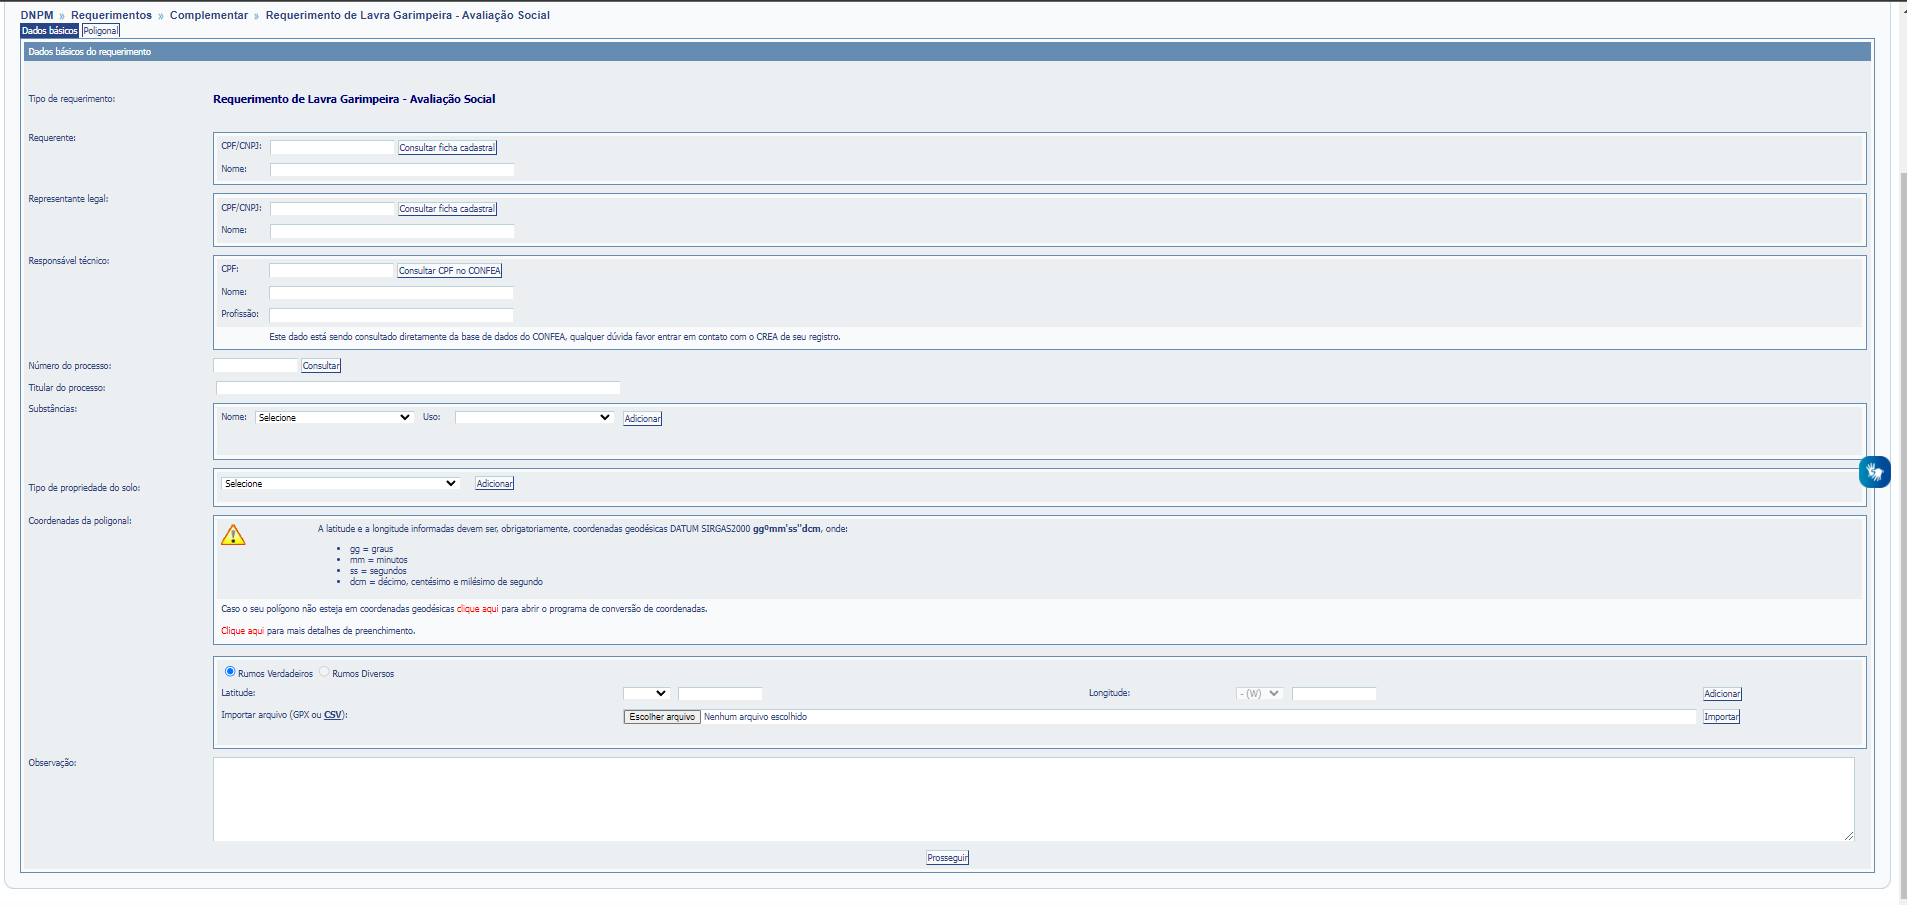 DNPM » Requerimentos » Complementar » Requerimento de Lavra Garimpeira - Avaliação Social
Dados básicos Poligonal
Dados básicos do requerimento
Tipo de requerimento: Requerimento de Lavra Garimpeira - Avaliação Social
Requerente:
CPF/CNPJ: Consultar ficha cadastral
Nome:
Representante legal:
CPF/CNPJ: Consultar ficha cadastral
Nome:
Responsável técnico:
CPF: Consultar CPF no CONFEA
Nome:
Profissão:
Este dado está sendo consultado diretamente da base de dados do CONFEA, qualquer dúvida favor entrar em contato com o CREA de seu registro.
Número do processo: Consultar
Titular do processo:
Substâncias:
Nome: Selecione Uso: Adicionar
Tipo de propriedade do solo: Selecione Adicionar
Coordenadas da poligonal:
A latitude e a longitude informadas devem ser, obrigatoriamente, coordenadas geodésicas DATUM SIRGAS2000 ggºmm'ss''dcm, onde:
• gg = graus
• mm = minutos
• ss = segundos
• dcm = décimo, centésimo e milésimo de segundo
Caso o seu polígono não esteja em coordenadas geodésicas clique aqui para abrir o programa de conversão de coordenadas.
Clique aqui para mais detalhes de preenchimento.
Rumos Verdadeiros Rumos Diversos
Latitude: Longitude: - (W) Adicionar
Importar arquivo (GPX ou CSV): Escolher arquivo Nenhum arquivo escolhido Importar
Observação:
Prosseguir